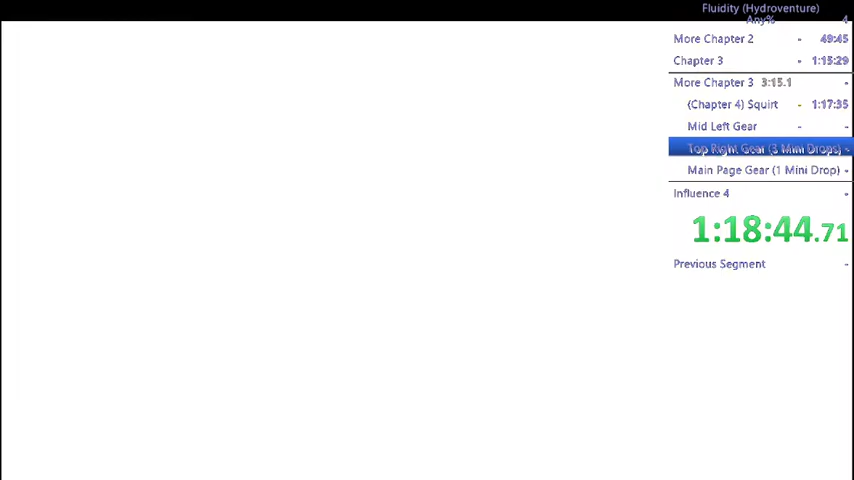 Fluidity (Hydroventure)
Any% 4
More Chapter 2 - 49:45
Chapter 3 - 1:15:29
More Chapter 3 3:15.1 -
(Chapter 4) Squirt - 1:17:35
Mid Left Gear - -
Top Right Gear (3 Mini Drops) -
Main Page Gear (1 Mini Drop) -
Influence 4 -
1:18:44.71
Previous Segment -